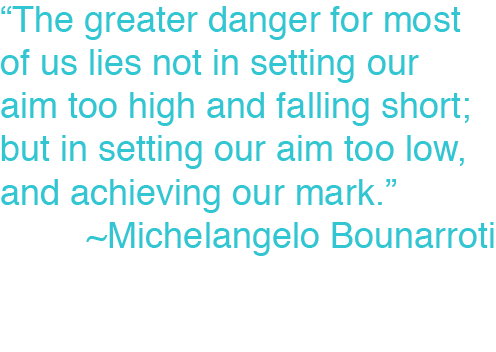 “The greater danger for most
of us lies not in setting our
aim too high and falling short;
but in setting our aim too low,
and achieving our mark.”
~Michelangelo Bounarroti